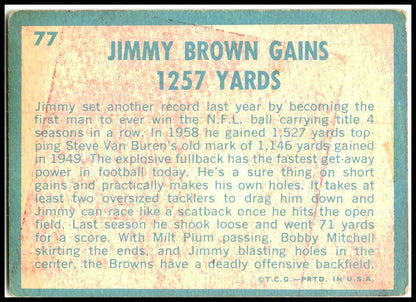 77
JIMMY BROWN GAINS
1257 YARDS
Jimmy set another record last year by becoming the
first man to ever win the N.F.L. ball carrying title 4
seasons in a row. In 1958 he gained 1,527 yards top-
ping Steve Van Buren's old mark of 1,146 yards gained
in 1949. The explosive fullback has the fastest get-away
power in football today. He's a sure thing on short
gains and practically makes his own holes. It takes at
least two oversized tacklers to drag him down and
Jimmy can race like a scatback once he hits the open
field. Last season he shook loose and went 71 yards
for a score. With Milt Plum passing, Bobby Mitchell
skirting the ends, and Jimmy blasting holes in the
center, the Browns have a deadly offensive backfield.
©T.C.G.—PRTD. IN U.S.A.